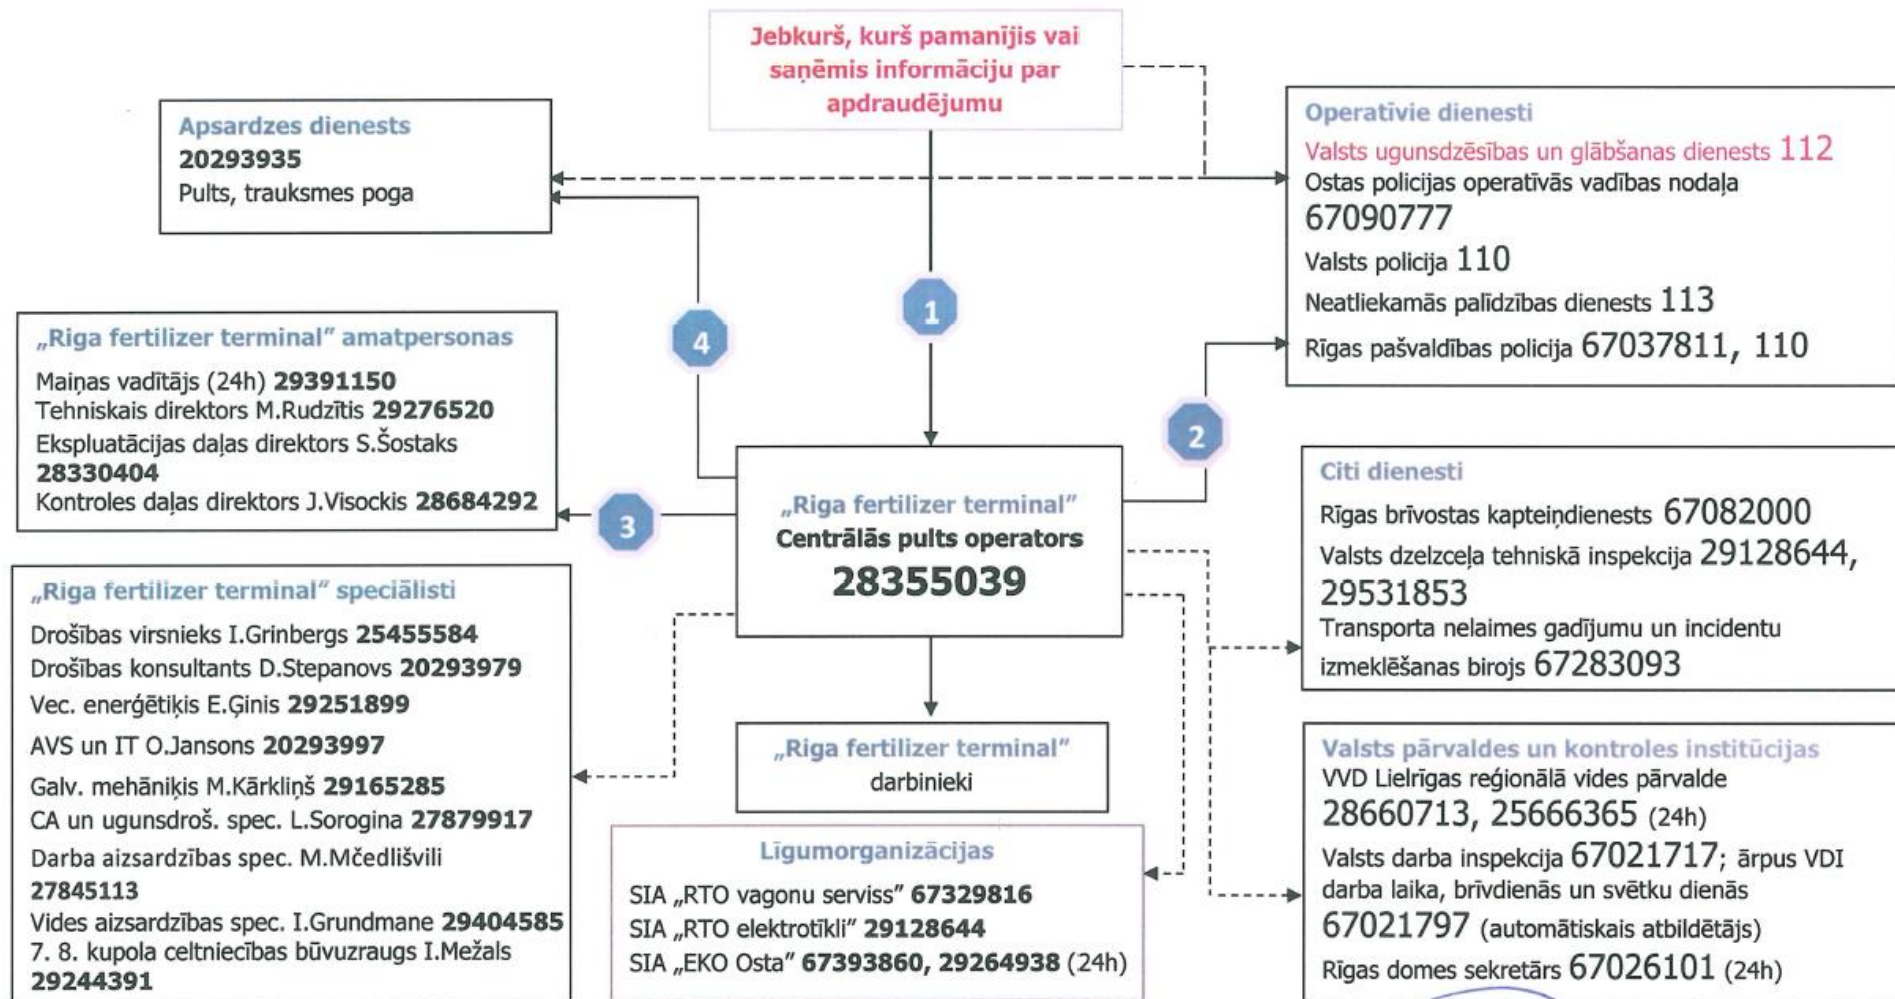 Jebkurš, kurš pamanījis vai
saņēmis informāciju par
apdraudējumu
Apsardzes dienests
20293935
Pults, trauksmes poga
Operatīvie dienesti
Valsts ugunsdzēsības un glābšanas dienests 112
Ostas policijas operatīvās vadības nodaļa
67090777
Valsts policija 110
Neatliekamās palīdzības dienests 113
Rīgas pašvaldības policija 67037811, 110
1
4
2
3
„Riga fertilizer terminal” amatpersonas
Maiņas vadītājs (24h) 29391150
Tehniskais direktors M.Rudzītis 29276520
Ekspluatācijas daļas direktors S.Šostaks
28330404
Kontroles daļas direktors J.Visockis 28684292
„Riga fertilizer terminal”
Centrālās pults operators
28355039
Citi dienesti
Rīgas brīvostas kapteiņdienests 67082000
Valsts dzelzceļa tehniskā inspekcija 29128644,
29531853
Transporta nelaimes gadījumu un incidentu
izmeklēšanas birojs 67283093
„Riga fertilizer terminal” speciālisti
Drošības virsnieks I.Grinbergs 25455584
Drošības konsultants D.Stepanovs 20293979
Vec. enerģētiķis E.Ģinis 29251899
AVS un IT O.Jansons 20293997
Galv. mehāniķis M.Kārkliņš 29165285
CA un ugunsdroš. spec. L.Sorogina 27879917
Darba aizsardzības spec. M.Mčedlišvili
27845113
Vides aizsardzības spec. I.Grundmane 29404585
7. 8. kupola celtniecības būvuzraugs I.Mežals
29244391
„Riga fertilizer terminal”
darbinieki
Līgumorganizācijas
SIA „RTO vagonu serviss” 67329816
SIA „RTO elektrotīkli” 29128644
SIA „EKO Osta” 67393860, 29264938 (24h)
Valsts pārvaldes un kontroles institūcijas
VVD Lielrīgas reģionālā vides pārvalde
28660713, 25666365 (24h)
Valsts darba inspekcija 67021717; ārpus VDI
darba laika, brīvdienās un svētku dienās
67021797 (automātiskais atbildētājs)
Rīgas domes sekretārs 67026101 (24h)